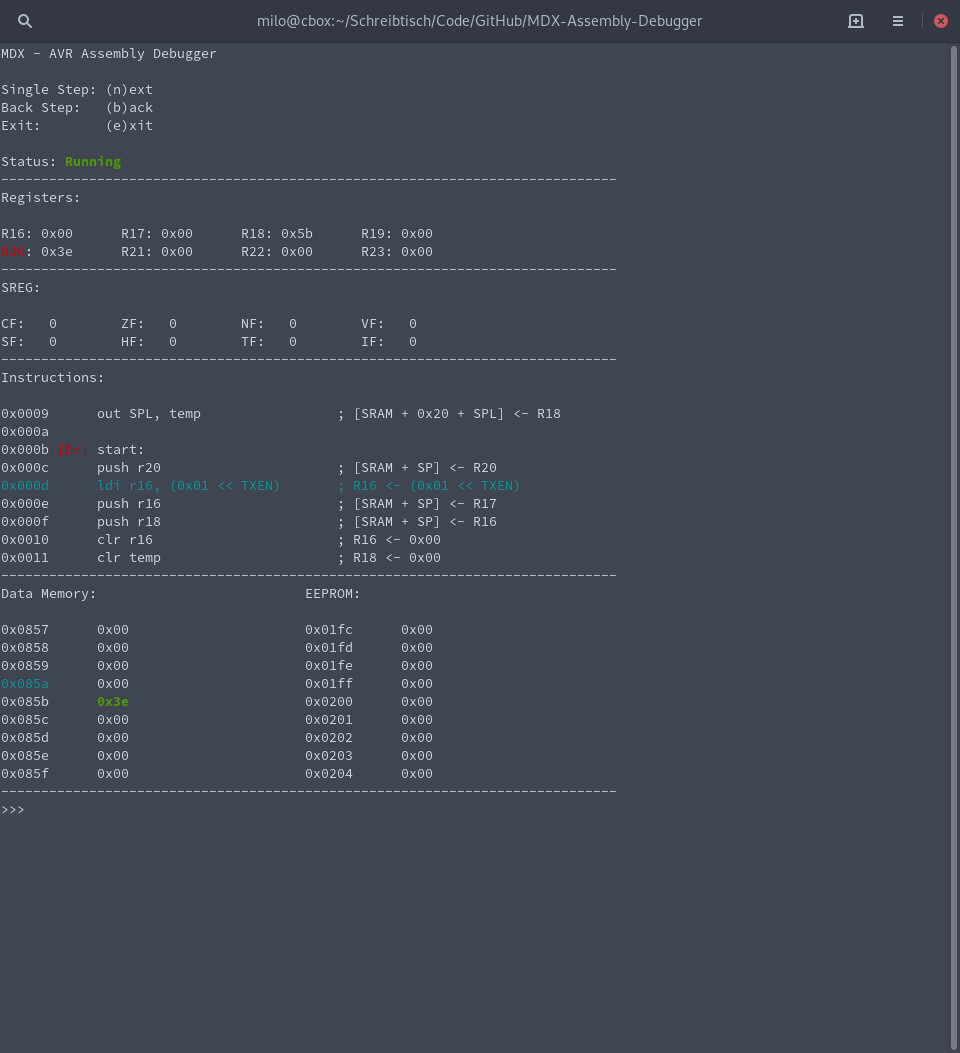 milo@cbox:~/Schreibtisch/Code/GitHub/MDX-Assembly-Debugger
MDX - AVR Assembly Debugger
Single Step: (n)ext
Back Step:   (b)ack
Exit:        (e)xit
Status: Running
-----------------------------------------------------------------------------
Registers:
R16: 0x00      R17: 0x00      R18: 0x5b      R19: 0x00
R20: 0x3e      R21: 0x00      R22: 0x00      R23: 0x00
-----------------------------------------------------------------------------
SREG:
CF:   0        ZF:   0        NF:   0        VF:   0
SF:   0        HF:   0        TF:   0        IF:   0
-----------------------------------------------------------------------------
Instructions:
0x0009      out SPL, temp                 ; [SRAM + 0x20 + SPL] <- R18
0x000a
0x000b      start:
0x000c      push r20                      ; [SRAM + SP] <- R20
0x000d      ldi r16, (0x01 << TXEN)       ; R16 <- (0x01 << TXEN)
0x000e      push r16                      ; [SRAM + SP] <- R17
0x000f      push r18                      ; [SRAM + SP] <- R16
0x0010      clr r16                       ; R16 <- 0x00
0x0011      clr temp                      ; R18 <- 0x00
-----------------------------------------------------------------------------
Data Memory:                          EEPROM:
0x0857      0x00                      0x01fc      0x00
0x0858      0x00                      0x01fd      0x00
0x0859      0x00                      0x01fe      0x00
0x085a      0x00                      0x01ff      0x00
0x085b      0x3e                      0x0200      0x00
0x085c      0x00                      0x0201      0x00
0x085d      0x00                      0x0202      0x00
0x085e      0x00                      0x0203      0x00
0x085f      0x00                      0x0204      0x00
-----------------------------------------------------------------------------
>>>